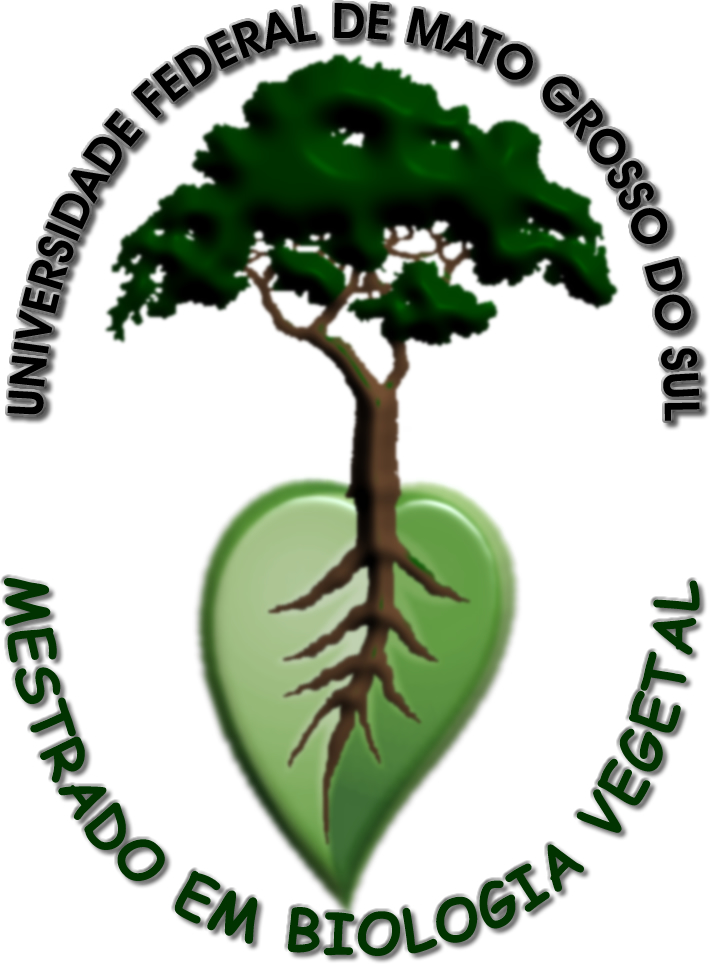 UNIVERSIDADE FEDERAL DE MATO GROSSO DO SUL
MESTRADO EM BIOLOGIA VEGETAL